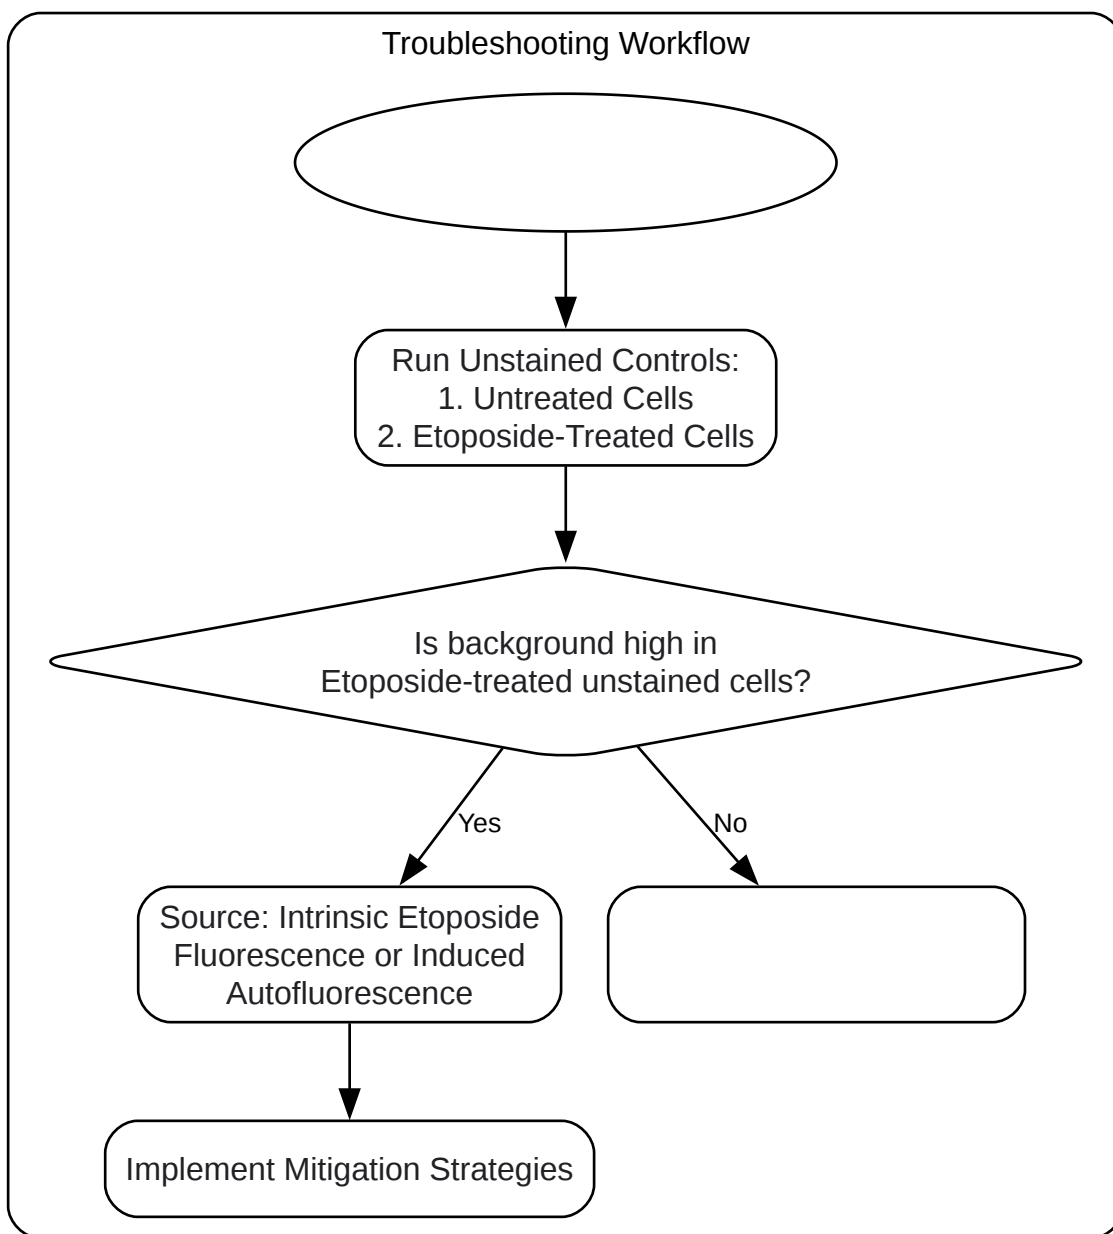 Troubleshooting Workflow
Run Unstained Controls:
1. Untreated Cells
2. Etoposide-Treated Cells
Is background high in
Etoposide-treated unstained cells?
Yes
No
Source: Intrinsic Etoposide
Fluorescence or Induced
Autofluorescence
Implement Mitigation Strategies